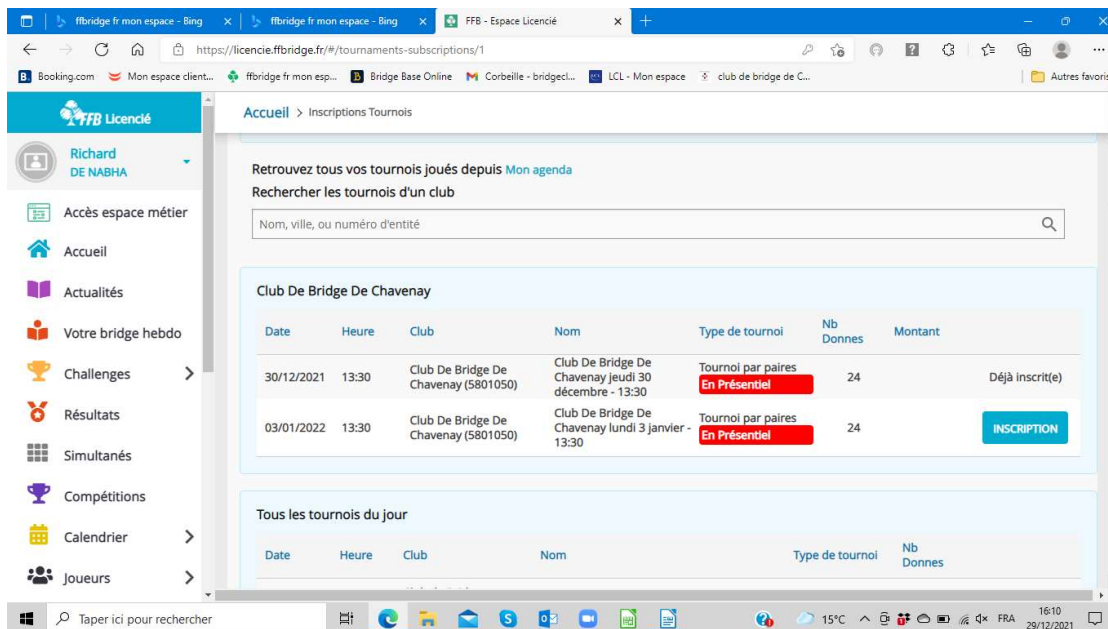 ffbridge fr mon espace - Bing
ffbridge fr mon espace - Bing
FFB - Espace Licencié
https://licencie.ffbridge.fr/#/tournaments-subscriptions/1
B. Booking.com
Mon espace client...
ffbridge fr mon esp...
B Bridge Base Online
Corbeille - bridgecl...
LCL - Mon espace
club de bridge de C...
Autres favoris
FFB Licencié
Accueil > Inscriptions Tournois
Richard
DE NABHA
Accès espace métier
Accueil
Actualités
Votre bridge hebdo
Challenges
Résultats
Simultanés
Compétitions
Calendrier
Joueurs
Retrouvez tous vos tournois joués depuis Mon agenda
Rechercher les tournois d'un club
Nom, ville, ou numéro d'entité
Club De Bridge De Chavenay
Date Heure Club Nom Type de tournoi Nb Donnes Montant
30/12/2021 13:30 Club De Bridge De Chavenay (5801050) Club De Bridge De Chavenay jeudi 30 décembre - 13:30 Tournoi par paires En Présentiel 24 Déjà inscrit(e)
03/01/2022 13:30 Club De Bridge De Chavenay (5801050) Club De Bridge De Chavenay lundi 3 janvier - 13:30 Tournoi par paires En Présentiel 24 INSCRIPTION
Tous les tournois du jour
Date Heure Club Nom Type de tournoi Nb Donnes
Taper ici pour rechercher
15°C
FRA
16:10
29/12/2021